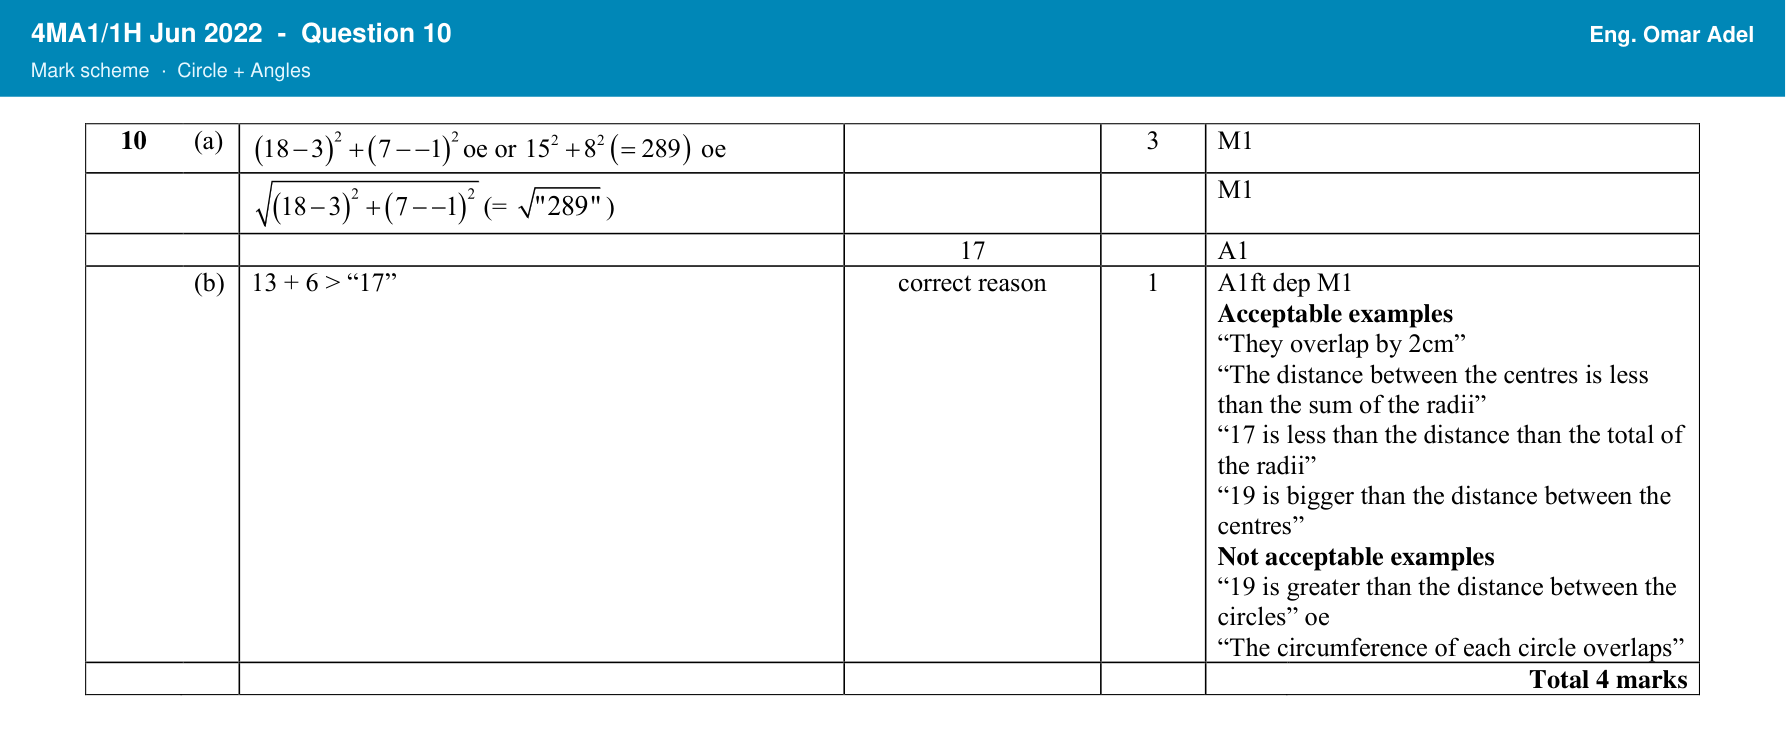 4MA1/1H Jun 2022 - Question 10
Eng. Omar Adel
Mark scheme · Circle + Angles
10 (a) (18−3)² +(7−−1)² oe or 15² +8² (= 289) oe 3 M1
√((18−3)² +(7−−1)²) (= √"289") M1
17 A1
(b) 13 + 6 > “17” correct reason 1 A1ft dep M1
Acceptable examples
“They overlap by 2cm”
“The distance between the centres is less
than the sum of the radii”
“17 is less than the distance than the total of
the radii”
“19 is bigger than the distance between the
centres”
Not acceptable examples
“19 is greater than the distance between the
circles” oe
“The circumference of each circle overlaps”
Total 4 marks